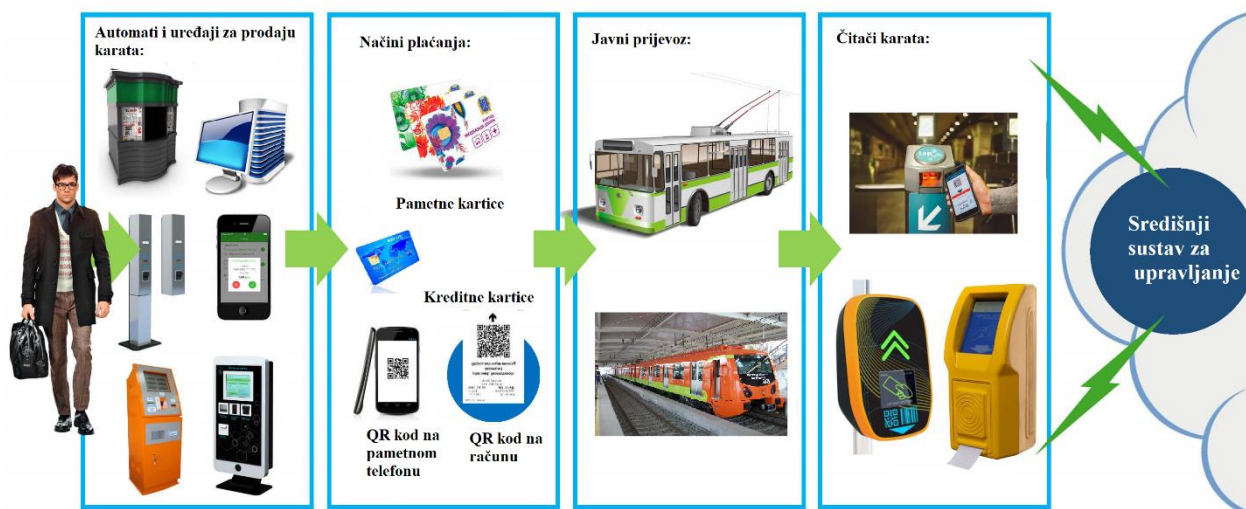 Automati i uređaji za prodaju
karata:
Načini plaćanja:
Pametne kartice
Kreditne kartice
QR kod na
pametnom
telefonu
QR kod na
računu
Javni prijevoz:
Čitači karata:
Središnji
sustav za
upravljanje